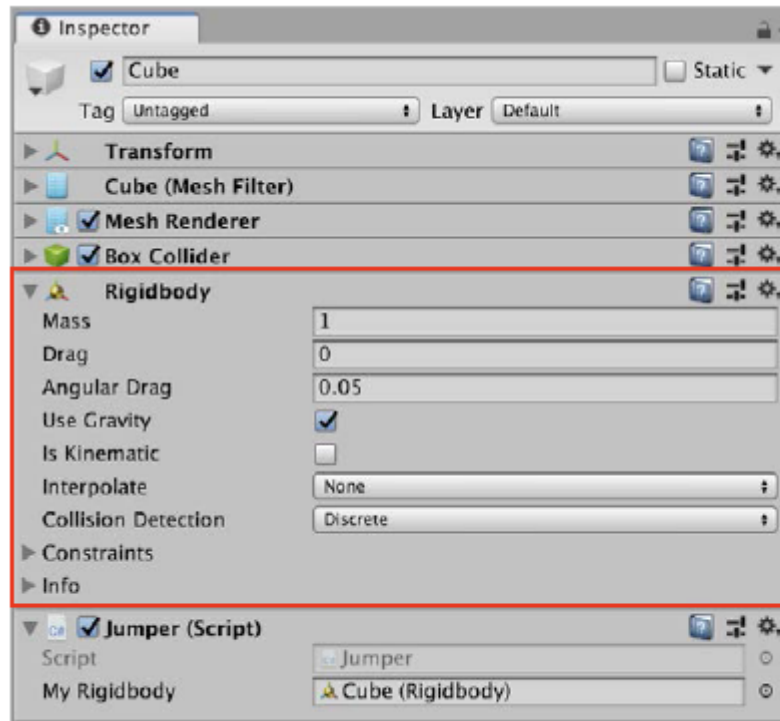 Inspector
Cube Static
Tag Untagged Layer Default
Transform
Cube (Mesh Filter)
Mesh Renderer
Box Collider
Rigidbody
Mass 1
Drag 0
Angular Drag 0.05
Use Gravity
Is Kinematic
Interpolate None
Collision Detection Discrete
Constraints
Info
C# Jumper (Script)
Script Jumper
My Rigidbody Cube (Rigidbody)